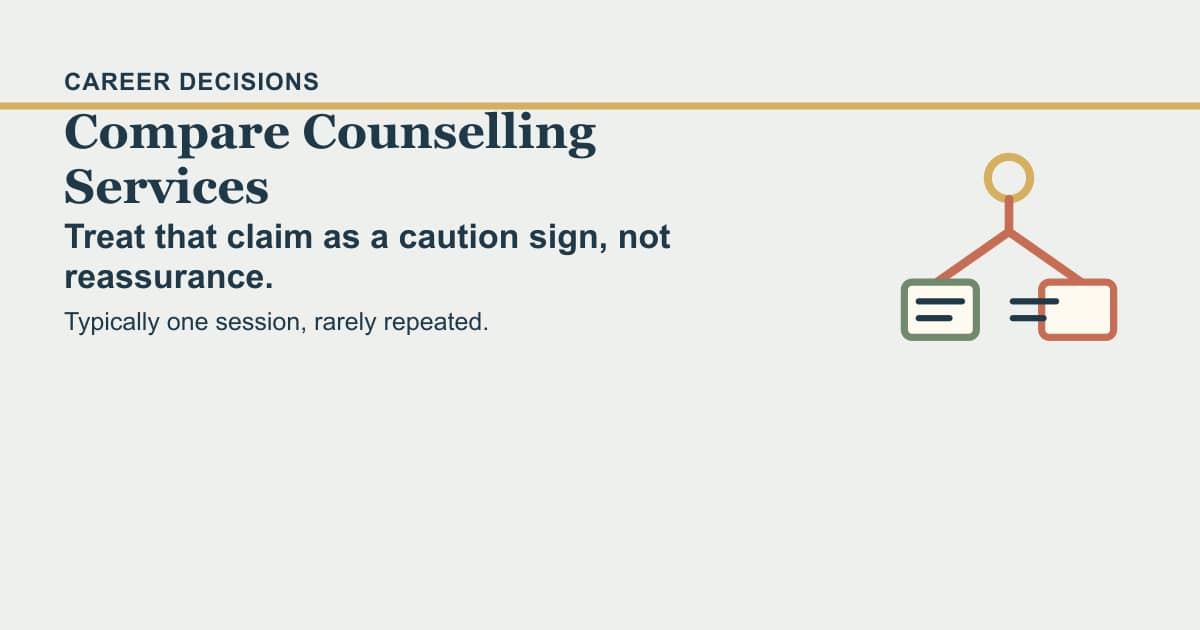 CAREER DECISIONS
Compare Counselling
Services
Treat that claim as a caution sign, not
reassurance.
Typically one session, rarely repeated.